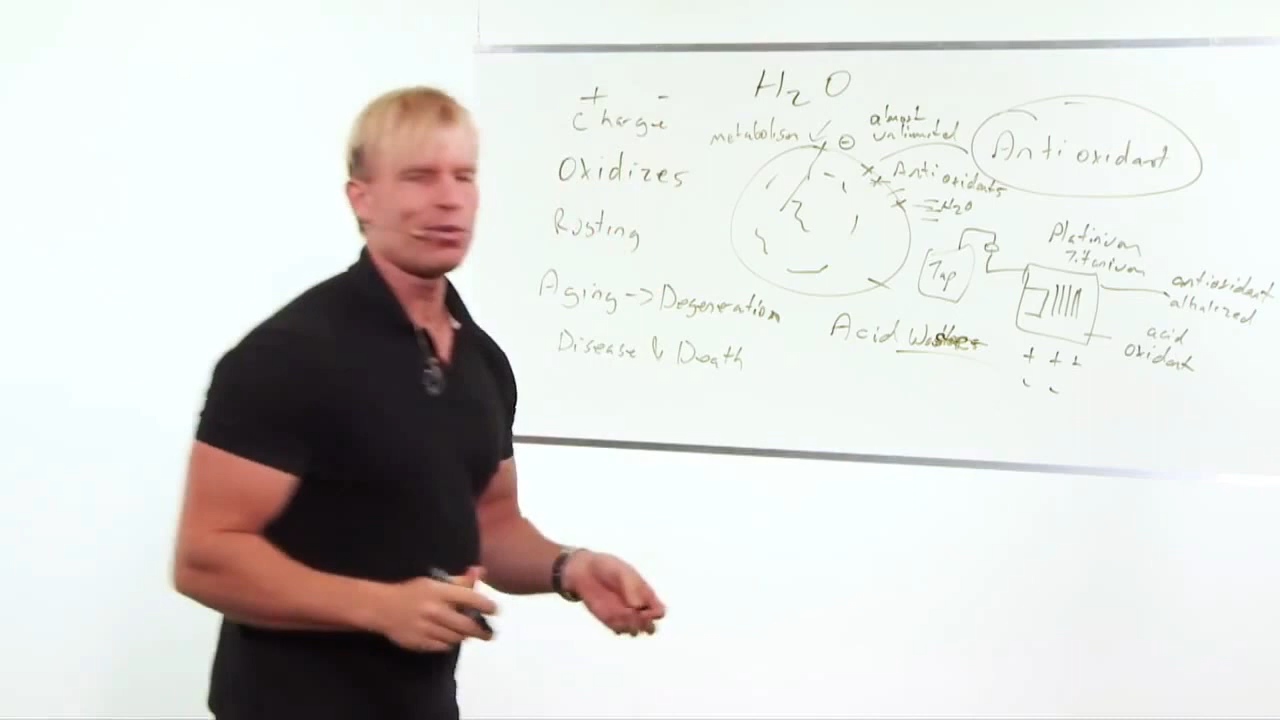 H2O
+ -
Charge
metabolism ✓
⊖
almost
unlimited
Oxidizes
Antioxidants
Antioxidant
H2O
Rusting
Platinium
Titanium
Tap
Aging -> Degeneration
antioxidant
alkalized
Acid
acid
oxidant
Disease & Death
+ + +
- -